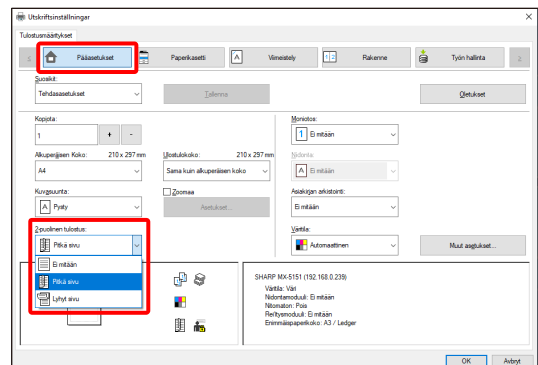 Utskriftsinställningar
Tulostusmääritykset
Pääasetukset Paperikasetti Viimeistely Rakenne Työn hallinta
Suosikit:
Tehdasasetukset Tallenna Oletukset
Kopiota: Moniotos:
1 + - 1 Ei mitään
Alkuperäisen Koko: 210 x 297 mm Ulostulokoko: 210 x 297 mm Nidonta:
A4 Sama kuin alkuperäisen koko Ei mitään
Kuvasuunta: Zoomaa Asiakirjan arkistointi:
A Pysty Asetukset... Ei mitään
2-puolinen tulostus: Väritila:
Pitkä sivu Automaattinen Muut asetukset...
Ei mitään
Pitkä sivu
Lyhyt sivu
SHARP MX-5151 (192.168.0.239)
Väritila: Väri
Nidontamoduuli: Ei mitään
Nitomaton: Pois
Reiitysmoduuli: Ei mitään
Enimmäispaperikoko: A3 / Ledger
OK Avbryt